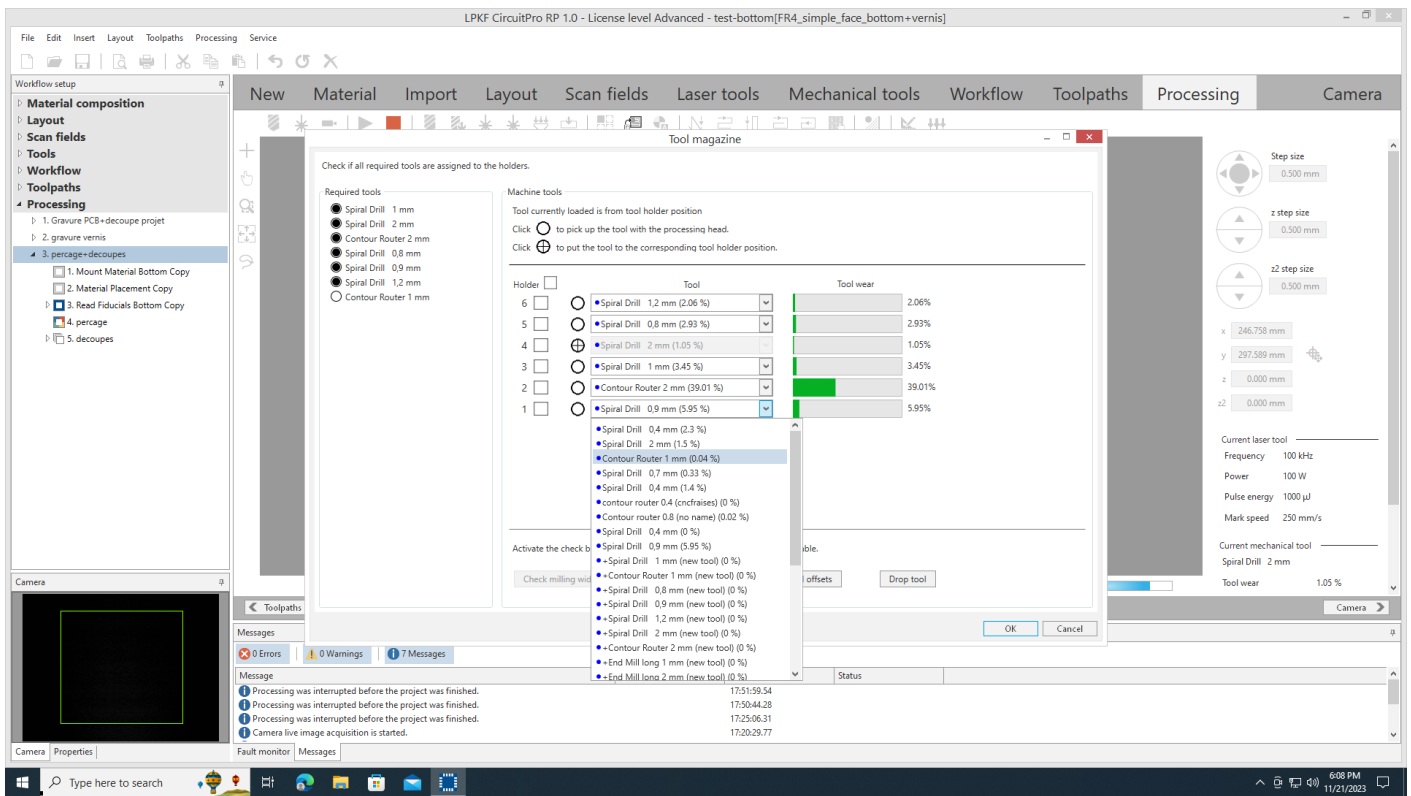 LPKF CircuitPro RP 1.0 - License level Advanced - test-bottom[FR4_simple_face_bottom+vernis]
File Edit Insert Layout Toolpaths Processing Service
Workflow setup
Material composition
Layout
Scan fields
Tools
Workflow
Toolpaths
Processing
1. Gravure PCB+decoupe projet
2. gravure vernis
3. percage+decoupes
1. Mount Material Bottom Copy
2. Material Placement Copy
3. Read Fiducials Bottom Copy
4. percage
5. decoupes
New Material Import Layout Scan fields Laser tools Mechanical tools Workflow Toolpaths Processing Camera
Tool magazine
Check if all required tools are assigned to the holders.
Required tools
Spiral Drill 1 mm
Spiral Drill 2 mm
Contour Router 2 mm
Spiral Drill 0,8 mm
Spiral Drill 0,9 mm
Spiral Drill 1,2 mm
Contour Router 1 mm
Machine tools
Tool currently loaded is from tool holder position
Click to pick up the tool with the processing head.
Click to put the tool to the corresponding tool holder position.
Holder Tool Tool wear
6 Spiral Drill 1,2 mm (2.06 %) 2.06%
5 Spiral Drill 0,8 mm (2.93 %) 2.93%
4 Spiral Drill 2 mm (1.05 %) 1.05%
3 Spiral Drill 1 mm (3.45 %) 3.45%
2 Contour Router 2 mm (39.01 %) 39.01%
1 Spiral Drill 0,9 mm (5.95 %) 5.95%
Spiral Drill 0,4 mm (2.3 %)
Spiral Drill 2 mm (1.5 %)
Contour Router 1 mm (0.04 %)
Spiral Drill 0,7 mm (0.33 %)
Spiral Drill 0,4 mm (1.4 %)
contour router 0.4 (cncfraises) (0 %)
Contour router 0.8 (no name) (0.02 %)
Spiral Drill 0,4 mm (0 %)
Spiral Drill 0,9 mm (5.95 %)
+Spiral Drill 1 mm (new tool) (0 %)
+Contour Router 1 mm (new tool) (0 %)
+Spiral Drill 0,8 mm (new tool) (0 %)
+Spiral Drill 0,9 mm (new tool) (0 %)
+Spiral Drill 1,2 mm (new tool) (0 %)
+Spiral Drill 2 mm (new tool) (0 %)
+Contour Router 2 mm (new tool) (0 %)
+End Mill long 1 mm (new tool) (0 %)
+End Mill long 2 mm (new tool) (0 %)
Activate the check
Check milling offsets Drop tool
OK Cancel
Step size
0.500 mm
z step size
0.500 mm
z2 step size
0.500 mm
x 246.758 mm
y 297.589 mm
z 0.000 mm
z2 0.000 mm
Current laser tool
Frequency 100 kHz
Power 100 W
Pulse energy 1000 µJ
Mark speed 250 mm/s
Current mechanical tool
Spiral Drill 2 mm
Tool wear 1.05 %
Camera
Toolpaths Camera
Messages
0 Errors 0 Warnings 7 Messages
Message Status
Processing was interrupted before the project was finished. 17:51:59.54
Processing was interrupted before the project was finished. 17:50:44.28
Processing was interrupted before the project was finished. 17:25:06.31
Camera live image acquisition is started. 17:20:29.77
Camera Properties Fault monitor Messages
Type here to search
6:08 PM
11/21/2023